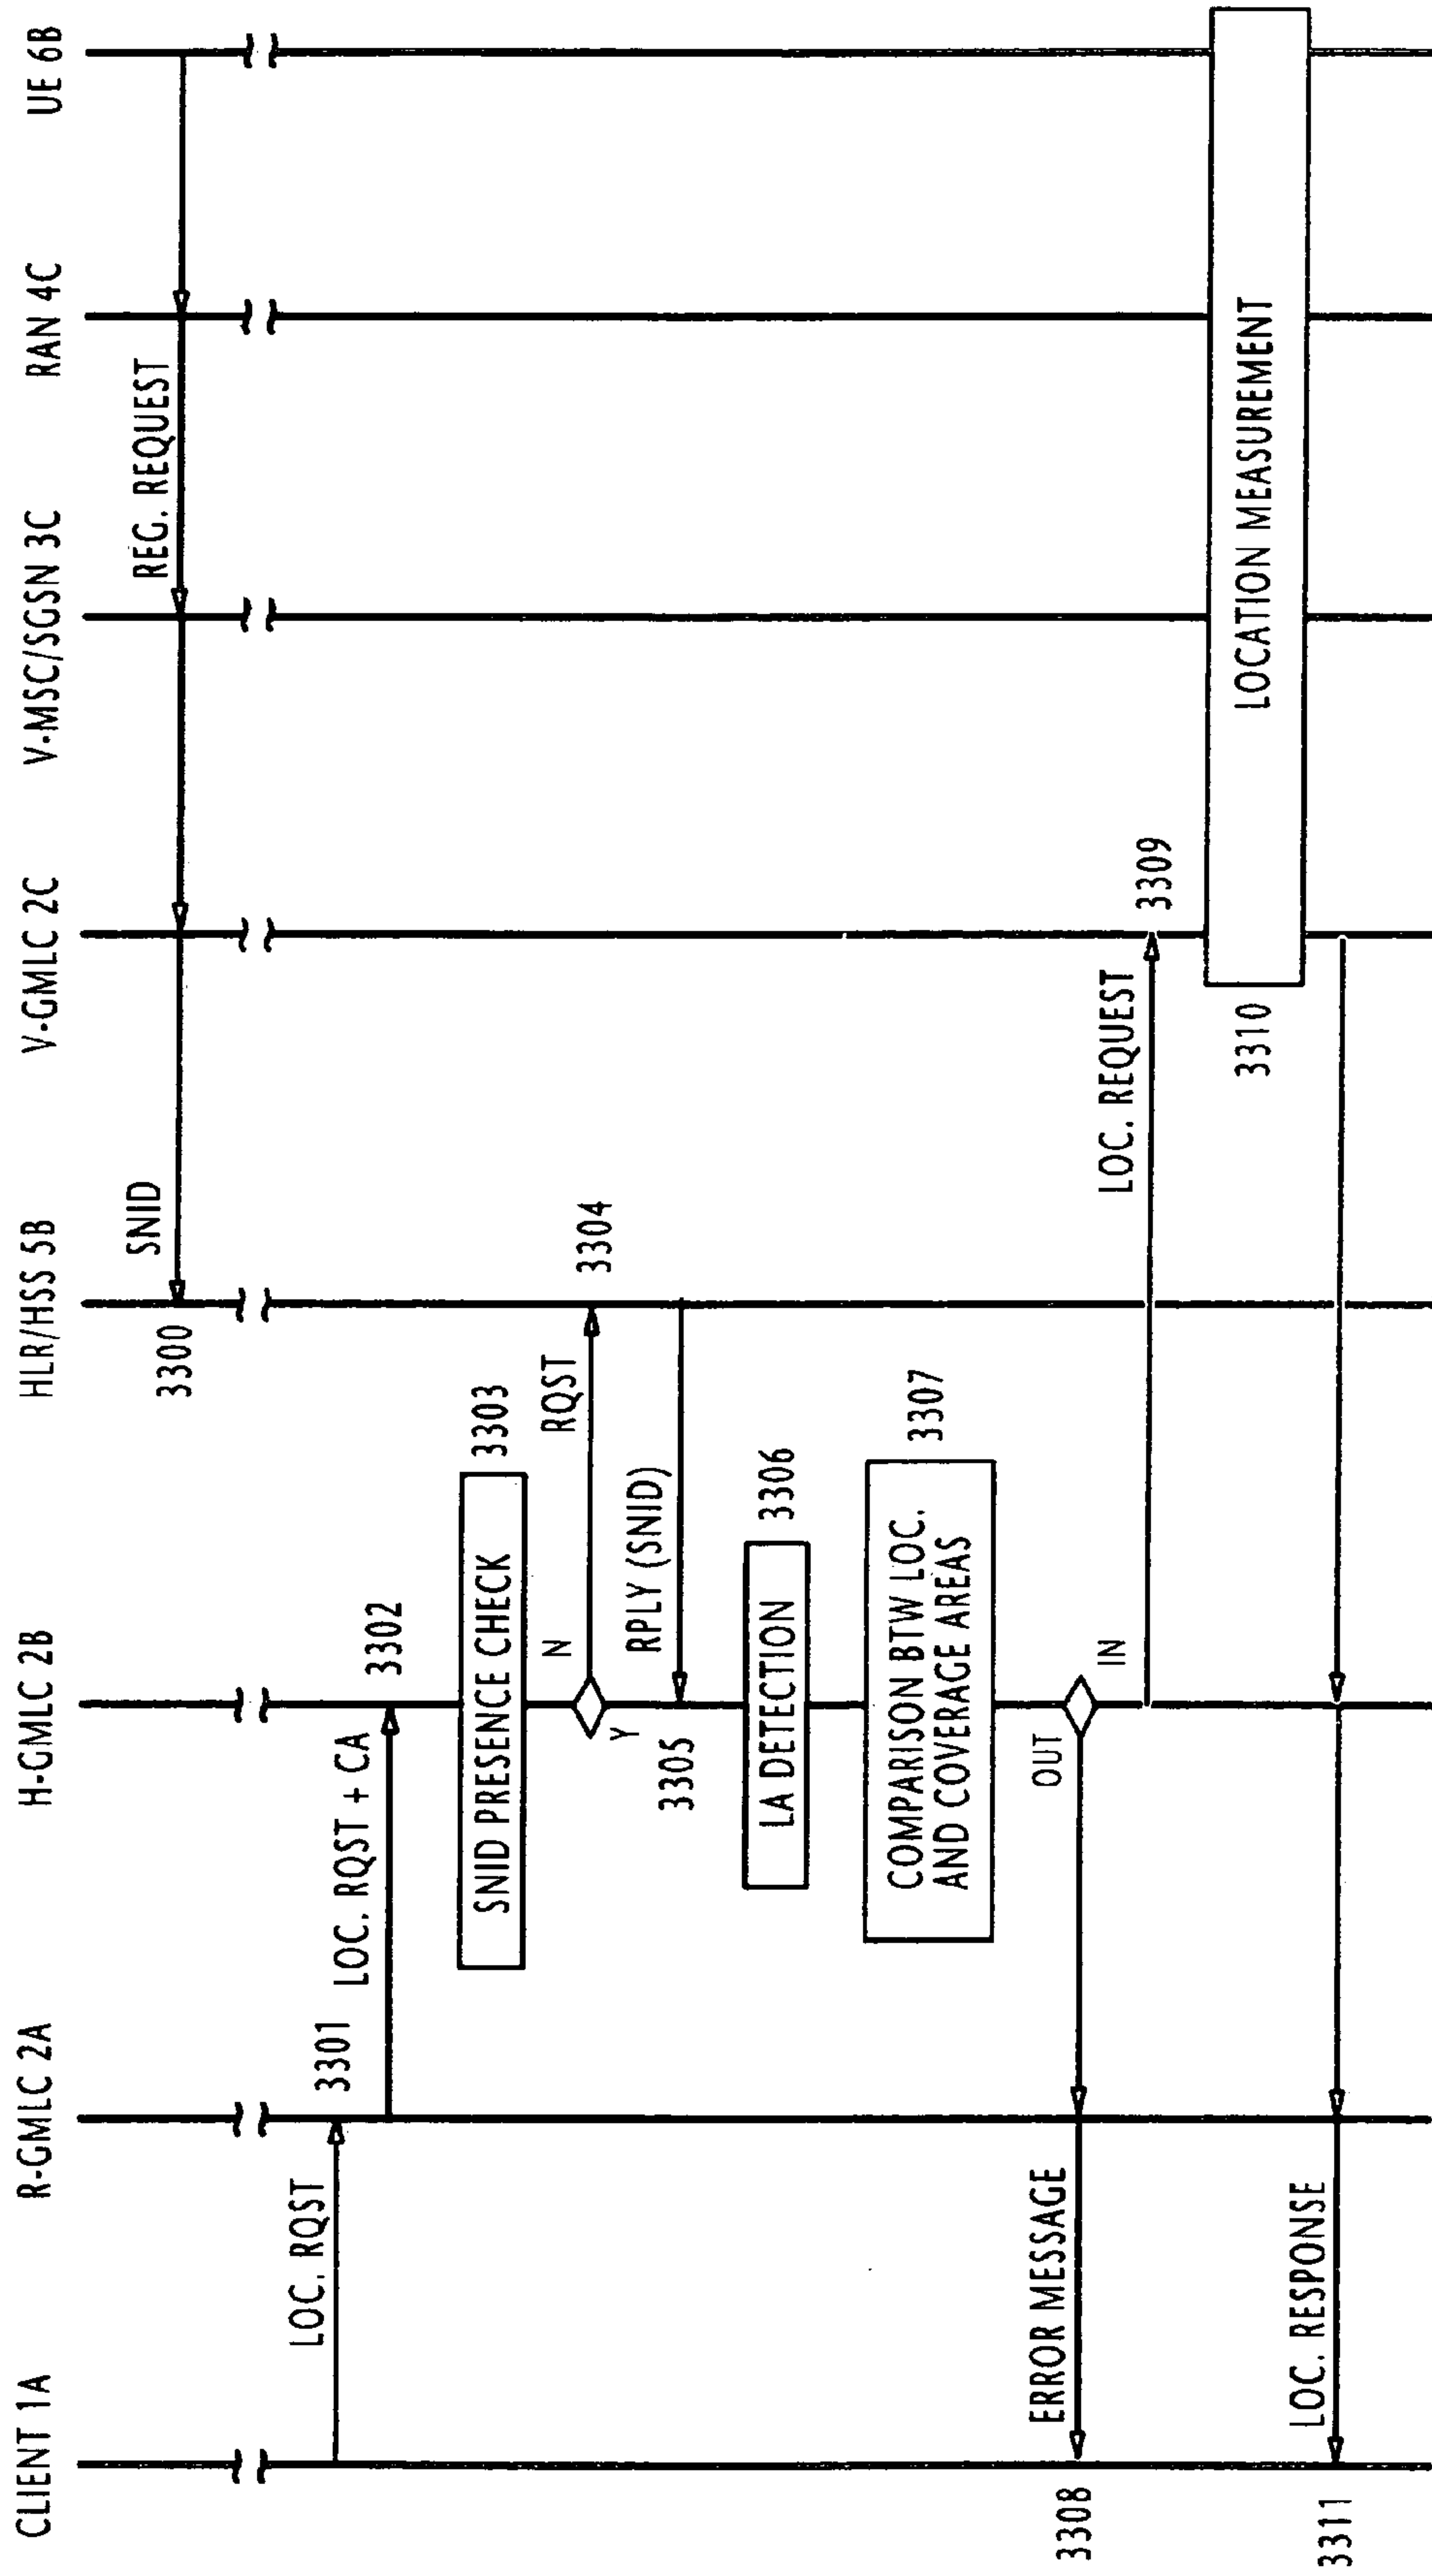 CLIENT 1A
R-GMLC 2A
H-GMLC 2B
HLR/HSS 5B
V-GMLC 2C
V-MSC/SGSN 3C
RAN 4C
UE 6B
SNID
REG. REQUEST
3300
LOC. RQST
3301
LOC. RQST + CA
3302
SNID PRESENCE CHECK
3303
N
RQST
3304
Y
RPLY (SNID)
3305
LA DETECTION
3306
COMPARISON BTW LOC.
AND COVERAGE AREAS
3307
OUT
IN
ERROR MESSAGE
3308
LOC. REQUEST
3309
LOCATION MEASUREMENT
3310
LOC. RESPONSE
3311